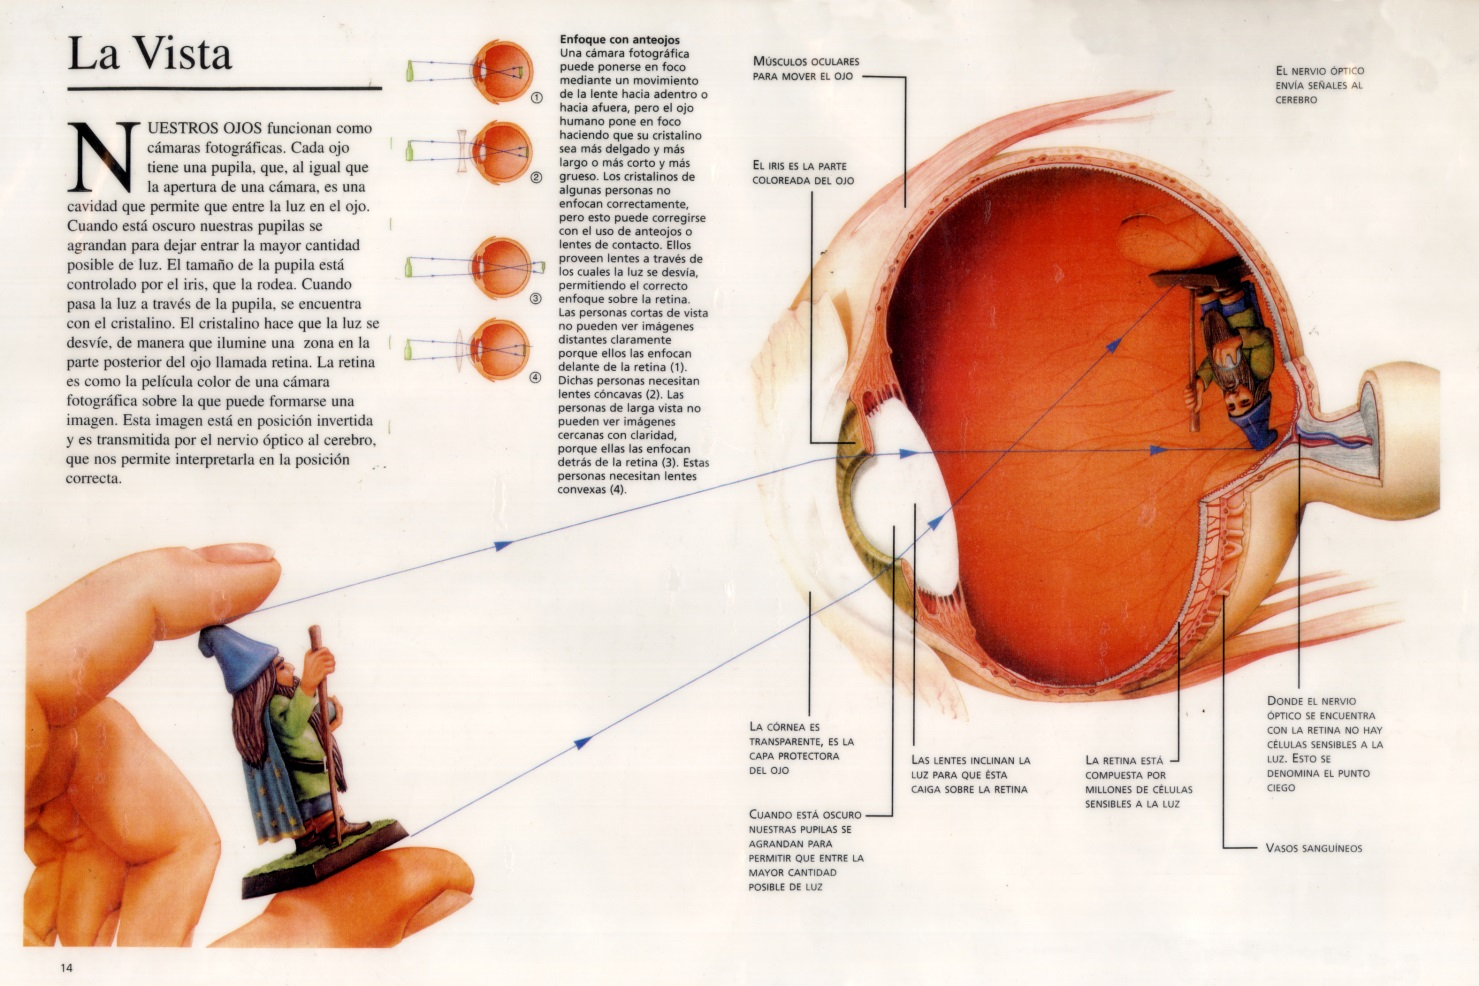 La Vista
NUESTROS OJOS funcionan como
cámaras fotográficas. Cada ojo
tiene una pupila, que, al igual que
la apertura de una cámara, es una
cavidad que permite que entre la luz en el ojo.
Cuando está oscuro nuestras pupilas se
agrandan para dejar entrar la mayor cantidad
posible de luz. El tamaño de la pupila está
controlado por el iris, que la rodea. Cuando
pasa la luz a través de la pupila, se encuentra
con el cristalino. El cristalino hace que la luz se
desvíe, de manera que ilumine una zona en la
parte posterior del ojo llamada retina. La retina
es como la película color de una cámara
fotográfica sobre la que puede formarse una
imagen. Esta imagen está en posición invertida
y es transmitida por el nervio óptico al cerebro,
que nos permite interpretarla en la posición
correcta.
1
2
3
4
Enfoque con anteojos
Una cámara fotográfica
puede ponerse en foco
mediante un movimiento
de la lente hacia adentro o
hacia afuera, pero el ojo
humano pone en foco
haciendo que su cristalino
sea más delgado y más
largo o más corto y más
grueso. Los cristalinos de
algunas personas no
enfocan correctamente,
pero esto puede corregirse
con el uso de anteojos o
lentes de contacto. Ellos
proveen lentes a través de
los cuales la luz se desvía,
permitiendo el correcto
enfoque sobre la retina.
Las personas cortas de vista
no pueden ver imágenes
distantes claramente
porque ellos las enfocan
delante de la retina (1).
Dichas personas necesitan
lentes cóncavas (2). Las
personas de larga vista no
pueden ver imágenes
cercanas con claridad,
porque ellas las enfocan
detrás de la retina (3). Estas
personas necesitan lentes
convexas (4).
MÚSCULOS OCULARES
PARA MOVER EL OJO
EL IRIS ES LA PARTE
COLOREADA DEL OJO
EL NERVIO ÓPTICO
ENVÍA SEÑALES AL
CEREBRO
LA CÓRNEA ES
TRANSPARENTE, ES LA
CAPA PROTECTORA
DEL OJO
CUANDO ESTÁ OSCURO
NUESTRAS PUPILAS SE
AGRANDAN PARA
PERMITIR QUE ENTRE LA
MAYOR CANTIDAD
POSIBLE DE LUZ
LAS LENTES INCLINAN LA
LUZ PARA QUE ÉSTA
CAIGA SOBRE LA RETINA
LA RETINA ESTÁ
COMPUESTA POR
MILLONES DE CÉLULAS
SENSIBLES A LA LUZ
DONDE EL NERVIO
ÓPTICO SE ENCUENTRA
CON LA RETINA NO HAY
CÉLULAS SENSIBLES A LA
LUZ. ESTO SE
DENOMINA EL PUNTO
CIEGO
VASOS SANGUÍNEOS
14